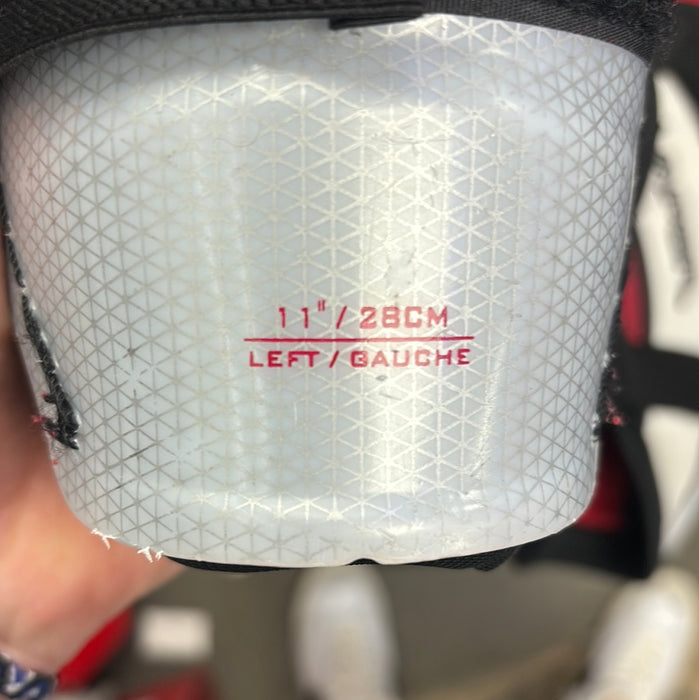 11" / 28CM
LEFT / GAUCHE